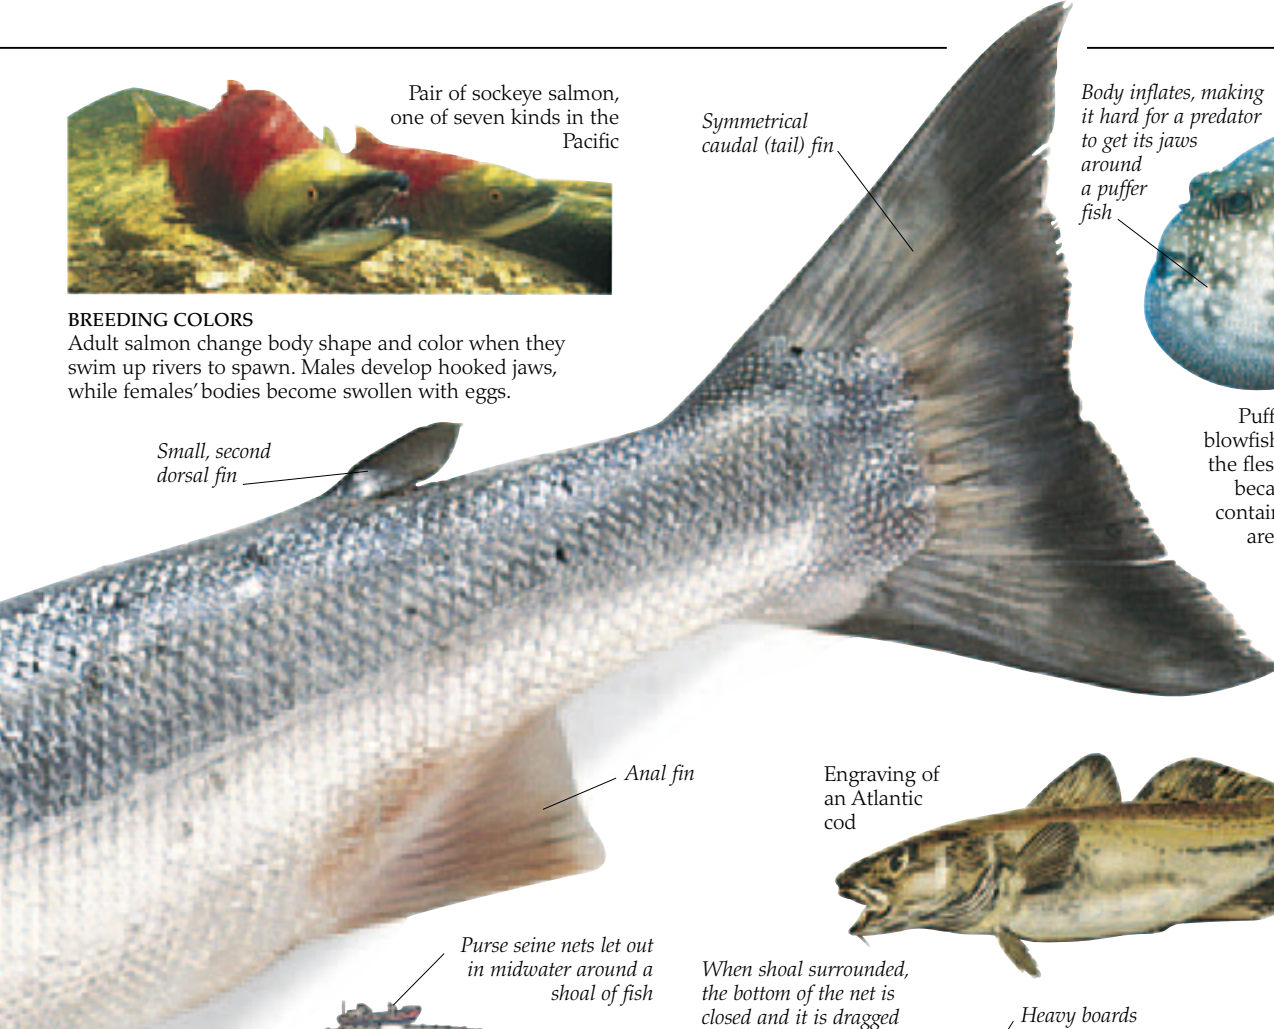 Pair of sockeye salmon,
one of seven kinds in the
Pacific
BREEDING COLORS
Adult salmon change body shape and color when they
swim up rivers to spawn. Males develop hooked jaws,
while females' bodies become swollen with eggs.
Small, second
dorsal fin
Symmetrical
caudal (tail) fin
Body inflates, making
it hard for a predator
to get its jaws
around
a puffer
fish
blowfish
the
are
Anal fin
Engraving of
an Atlantic
cod
Purse seine nets let out
in midwater around a
shoal of fish
When shoal surrounded,
the bottom of the net is
closed and it is dragged
Heavy boards